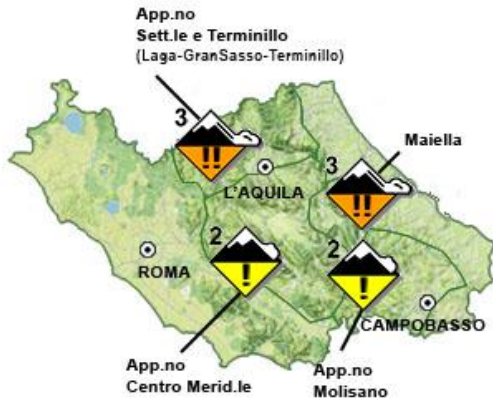 App.no
Sett.le e Terminillo
(Laga-GranSasso-Terminillo)
3
!!
L'AQUILA
Maiella
3
!!
2
!
ROMA
2
!
CAMPOBASSO
App.no
Centro Merid.le
App.no
Molisano